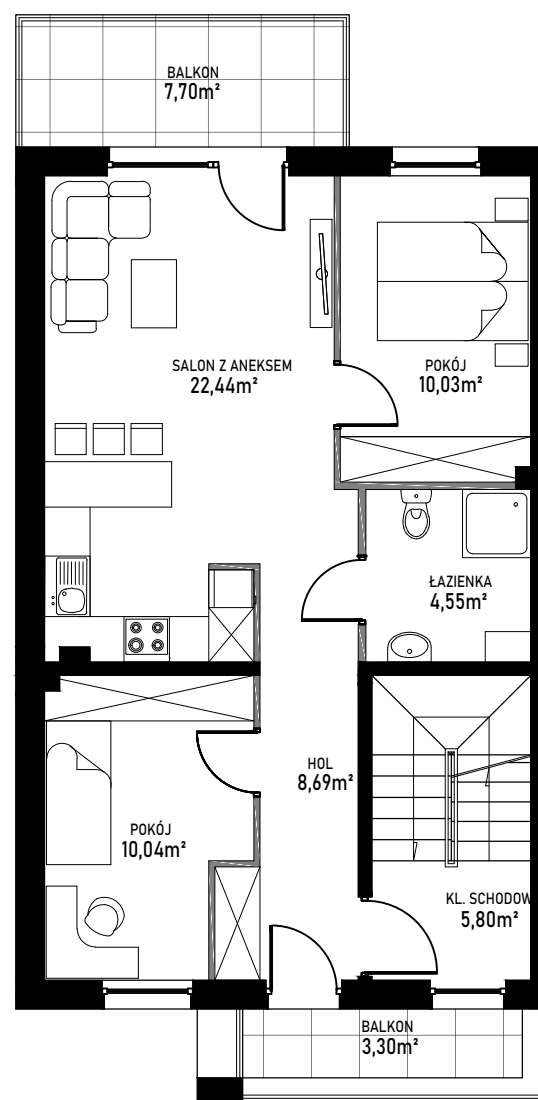 BALKON
7,70m²
SALON Z ANEKSEM
22,44m²
POKÓJ
10,03m²
ŁAZIENKA
4,55m²
HOL
8,69m²
POKÓJ
10,04m²
KL. SCHODOW
5,80m²
BALKON
3,30m²